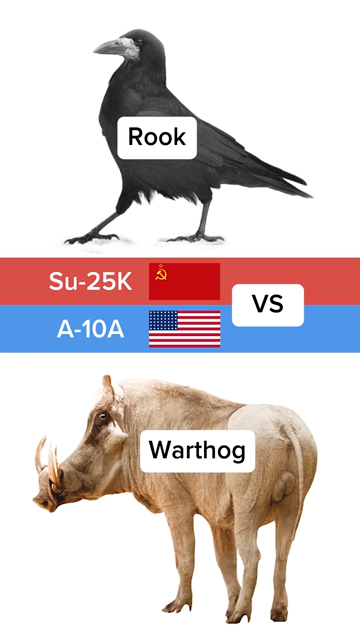 Rook
Su-25K
VS
A-10A
Warthog